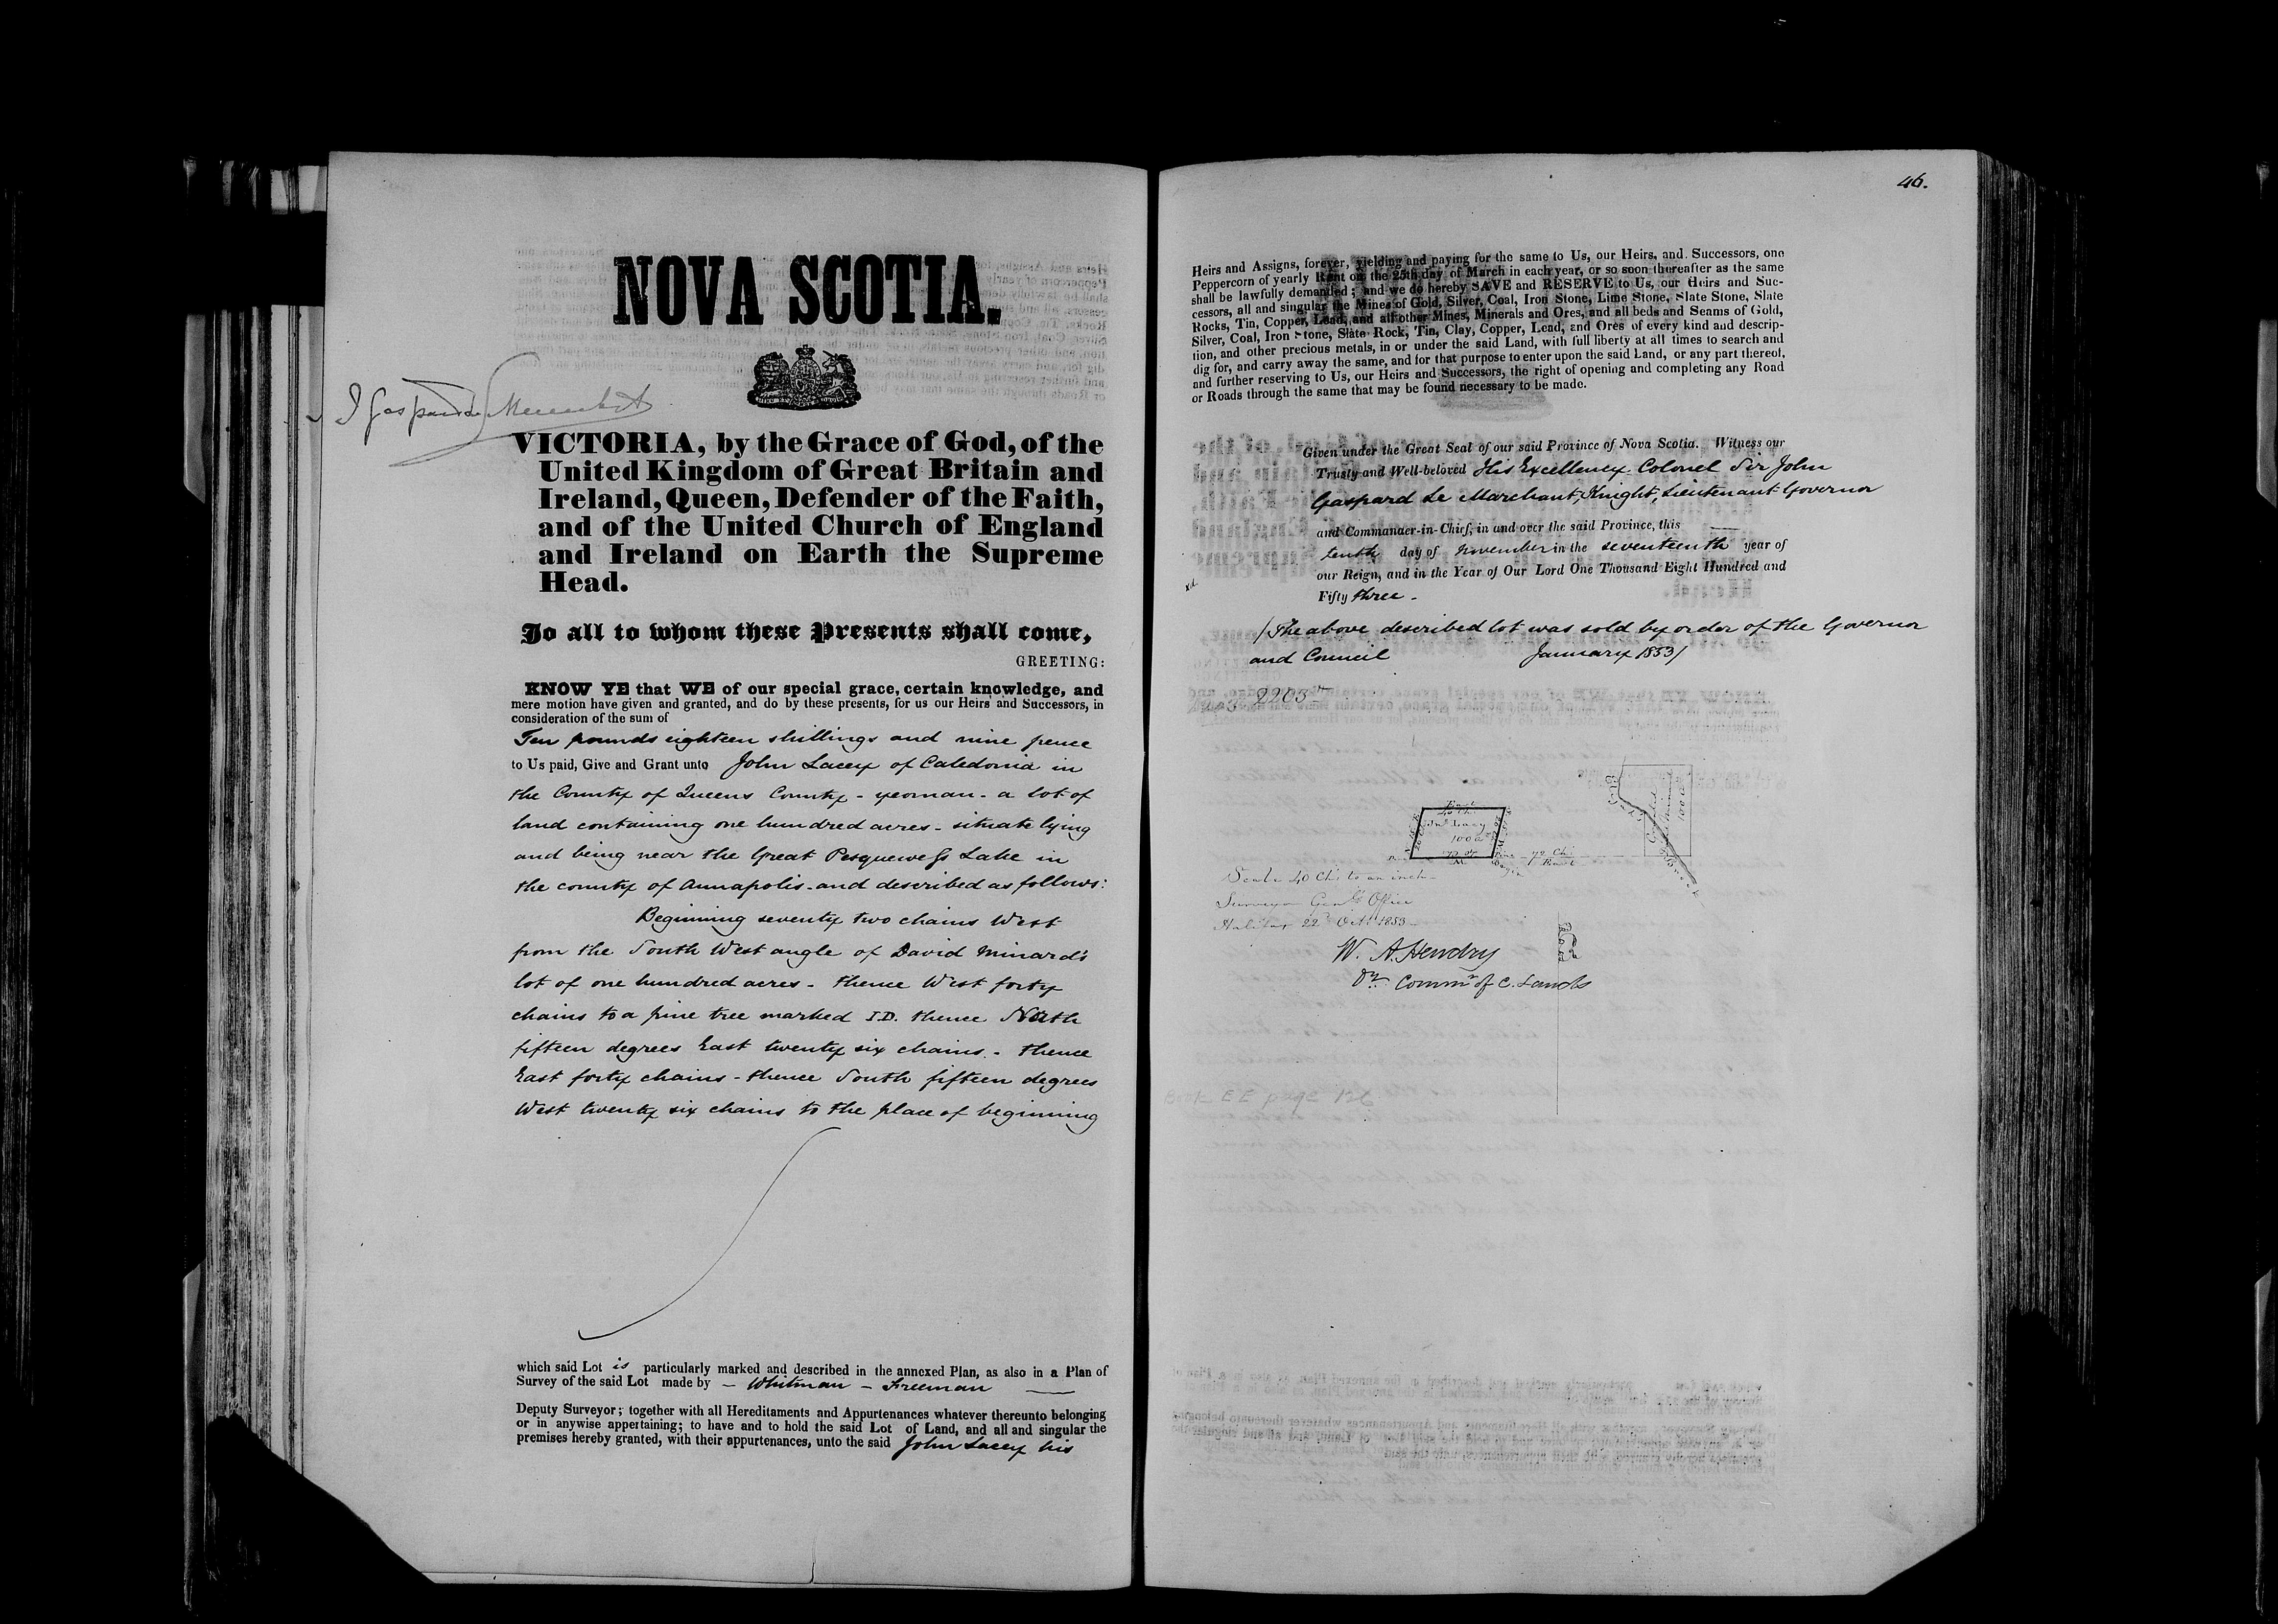 NOVA SCOTIA.
J Gaspard Le Marchant
VICTORIA, by the Grace of God, of the
United Kingdom of Great Britain and
Ireland, Queen, Defender of the Faith,
and of the United Church of England
and Ireland on Earth the Supreme
Head.
To all to whom these Presents shall come,
GREETING:
KNOW YE that WE of our special grace, certain knowledge, and
mere motion have given and granted, and do by these presents, for us our Heirs and Successors, in
consideration of the sum of
Ten pounds eighteen shillings and nine pence
to Us paid, Give and Grant unto John Lacey of Caledonia in
the County of Queens County - yeoman - a lot of
land containing one hundred acres - situate lying
and being near the Great Pesquewess Lake in
the county of Annapolis - and described as follows:
Beginning seventy two chains West
from the South West angle of David Minard's
lot of one hundred acres - thence West forty
chains to a pine tree marked I.D. thence North
fifteen degrees East twenty six chains - thence
East forty chains - thence South fifteen degrees
West twenty six chains to the place of beginning
which said Lot is particularly marked and described in the annexed Plan, as also in a Plan of
Survey of the said Lot made by - Whitman - Freeman
Deputy Surveyor; together with all Hereditaments and Appurtenances whatever thereunto belonging
or in anywise appertaining; to have and to hold the said Lot of Land, and all and singular the
premises hereby granted, with their appurtenances, unto the said John Lacey his
46.
Heirs and Assigns, forever, yielding and paying for the same to Us, our Heirs, and Successors, one
Peppercorn of yearly Rent on the 25th day of March in each year, or so soon thereafter as the same
shall be lawfully demanded; and we do hereby SAVE and RESERVE to Us, our Heirs and Suc-
cessors, all and singular the Mines of Gold, Silver, Coal, Iron Stone, Lime Stone, Slate Stone, Slate
Rocks, Tin, Copper, Lead, and all other Mines, Minerals and Ores, and all beds and Seams of Gold,
Silver, Coal, Iron Stone, Slate Rock, Tin, Clay, Copper, Lead, and Ores of every kind and descrip-
tion, and other precious metals, in or under the said Land, with full liberty at all times to search and
dig for, and carry away the same, and for that purpose to enter upon the said Land, or any part thereof,
and further reserving to Us, our Heirs and Successors, the right of opening and completing any Road
or Roads through the same that may be found necessary to be made.
Given under the Great Seal of our said Province of Nova Scotia. Witness our
Trusty and Well-beloved His Excellency Colonel Sir John
Gaspard Le Marchant, Knight, Lieutenant Governor
and Commander-in-Chief, in and over the said Province, this
tenth day of November in the seventeenth year of
our Reign, and in the Year of Our Lord One Thousand Eight Hundred and
Fifty three -
/The above described lot was sold by order of the Governor
and Council January 1853/
2203
East
Jno. Lacy
100 a
72 Ch.
East
100 a
Scale 40 Chs to an inch
Surveyor Genls Office
Halifax 22d Octr 1853
W. A. Hendry
Dy Commr of C. Lands
Book EE page 126